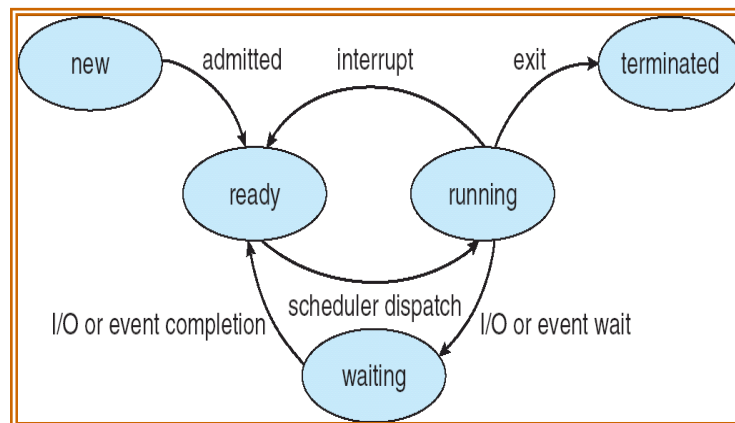 new
admitted
interrupt
exit
terminated
ready
running
scheduler dispatch
I/O or event completion
I/O or event wait
waiting